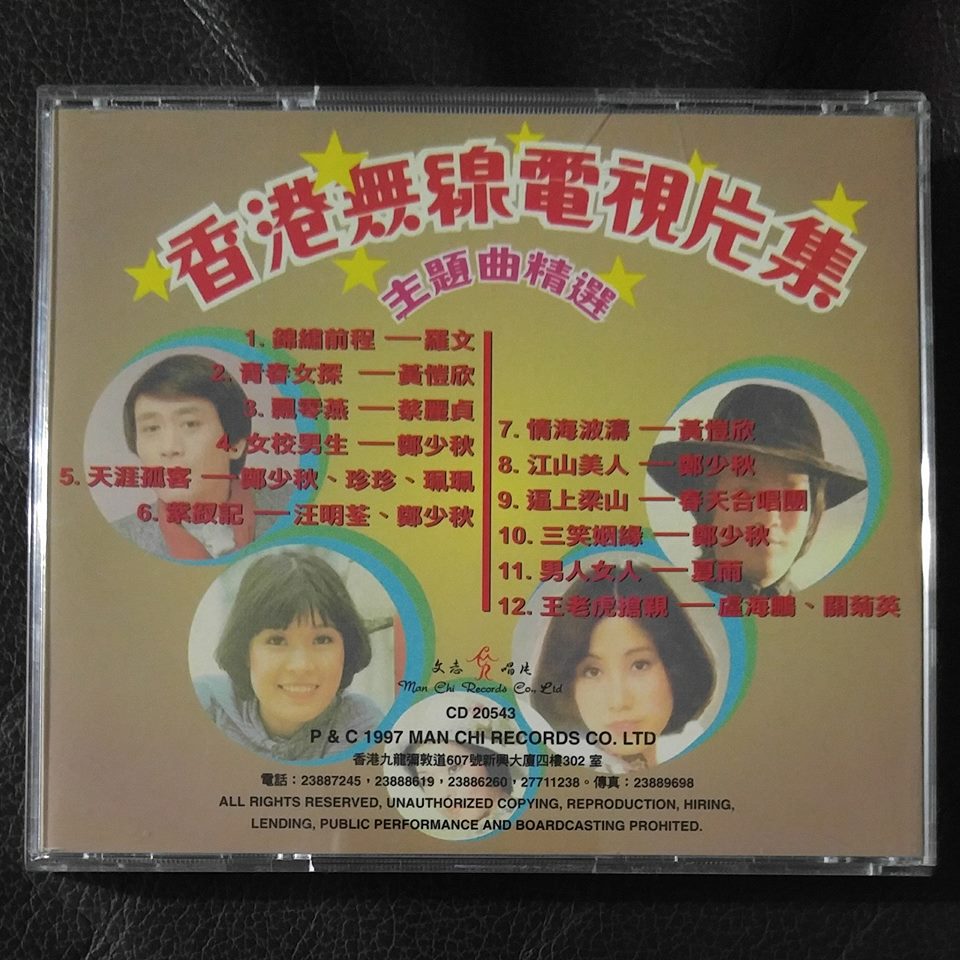 香港無線電視片集
主題曲精選
1. 錦繡前程 — 羅文
2. 青春女探 — 黃愷欣
3. 飄零燕 — 蔡麗貞
4. 女校男生 — 鄭少秋
5. 天涯孤客 — 鄭少秋、珍珍、珮珮
6. 紫釵記 — 汪明荃、鄭少秋
7. 情海波濤 — 黃愷欣
8. 江山美人 — 鄭少秋
9. 逼上梁山 — 春天合唱團
10. 三笑姻緣 — 鄭少秋
11. 男人女人 — 夏雨
12. 王老虎搶親 — 盧海鵬、關菊英
文志唱片
Man Chi Records Co., Ltd
CD 20543
P & C 1997 MAN CHI RECORDS CO. LTD
香港九龍彌敦道607號新興大廈四樓302 室
電話：23887245，23888619，23886260，27711238。傳真：23889698
ALL RIGHTS RESERVED, UNAUTHORIZED COPYING, REPRODUCTION, HIRING,
LENDING, PUBLIC PERFORMANCE AND BOARDCASTING PROHITED.